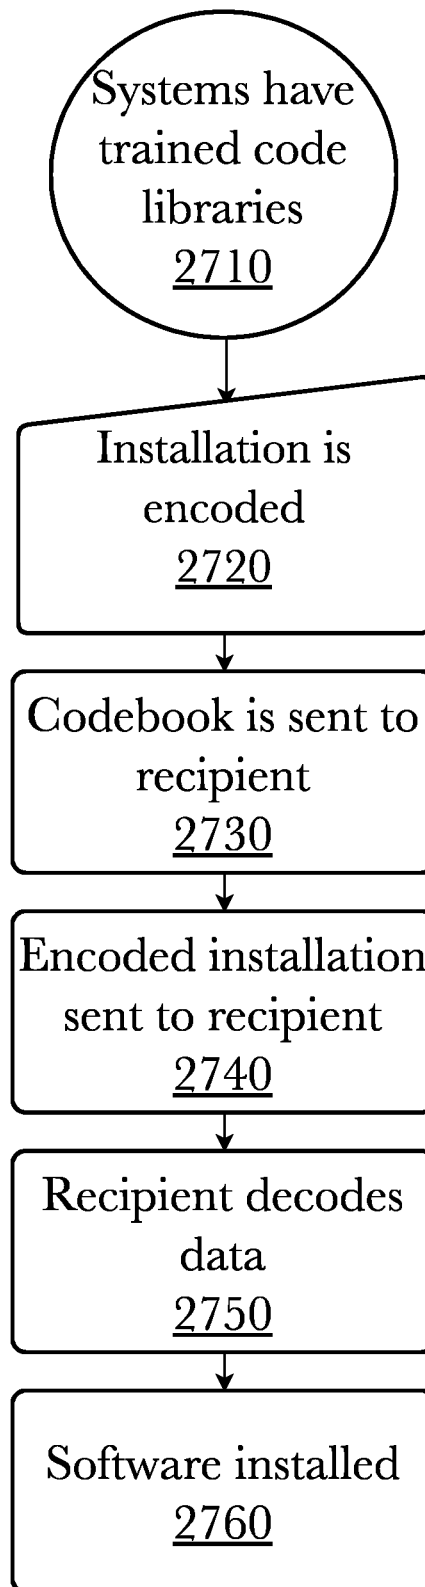 Systems have
trained code
libraries
2710
Installation is
encoded
2720
Codebook is sent to
recipient
2730
Encoded installation
sent to recipient
2740
Recipient decodes
data
2750
Software installed
2760